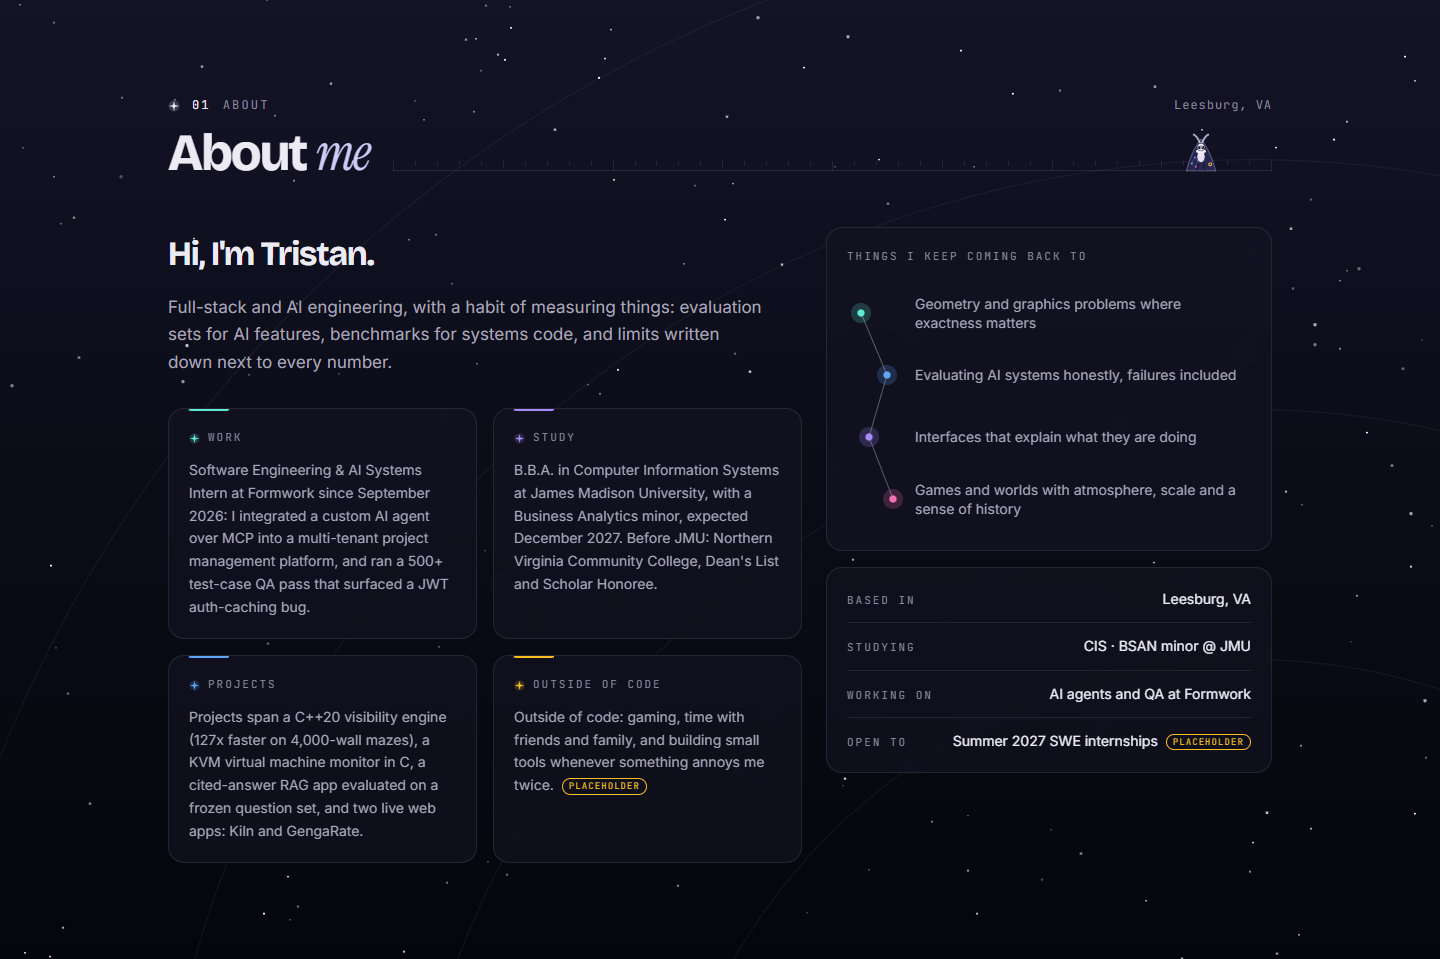 01 ABOUT
Leesburg, VA
About me
Hi, I'm Tristan.
Full-stack and AI engineering, with a habit of measuring things: evaluation
sets for AI features, benchmarks for systems code, and limits written
down next to every number.
WORK
Software Engineering & AI Systems
Intern at Formwork since September
2026: I integrated a custom AI agent
over MCP into a multi-tenant project
management platform, and ran a 500+
test-case QA pass that surfaced a JWT
auth-caching bug.
STUDY
B.B.A. in Computer Information Systems
at James Madison University, with a
Business Analytics minor, expected
December 2027. Before JMU: Northern
Virginia Community College, Dean's List
and Scholar Honoree.
PROJECTS
Projects span a C++20 visibility engine
(127x faster on 4,000-wall mazes), a
KVM virtual machine monitor in C, a
cited-answer RAG app evaluated on a
frozen question set, and two live web
apps: Kiln and GengaRate.
OUTSIDE OF CODE
Outside of code: gaming, time with
friends and family, and building small
tools whenever something annoys me
twice. PLACEHOLDER
THINGS I KEEP COMING BACK TO
Geometry and graphics problems where
exactness matters
Evaluating AI systems honestly, failures included
Interfaces that explain what they are doing
Games and worlds with atmosphere, scale and a
sense of history
BASED IN Leesburg, VA
STUDYING CIS · BSAN minor @ JMU
WORKING ON AI agents and QA at Formwork
OPEN TO Summer 2027 SWE internships PLACEHOLDER